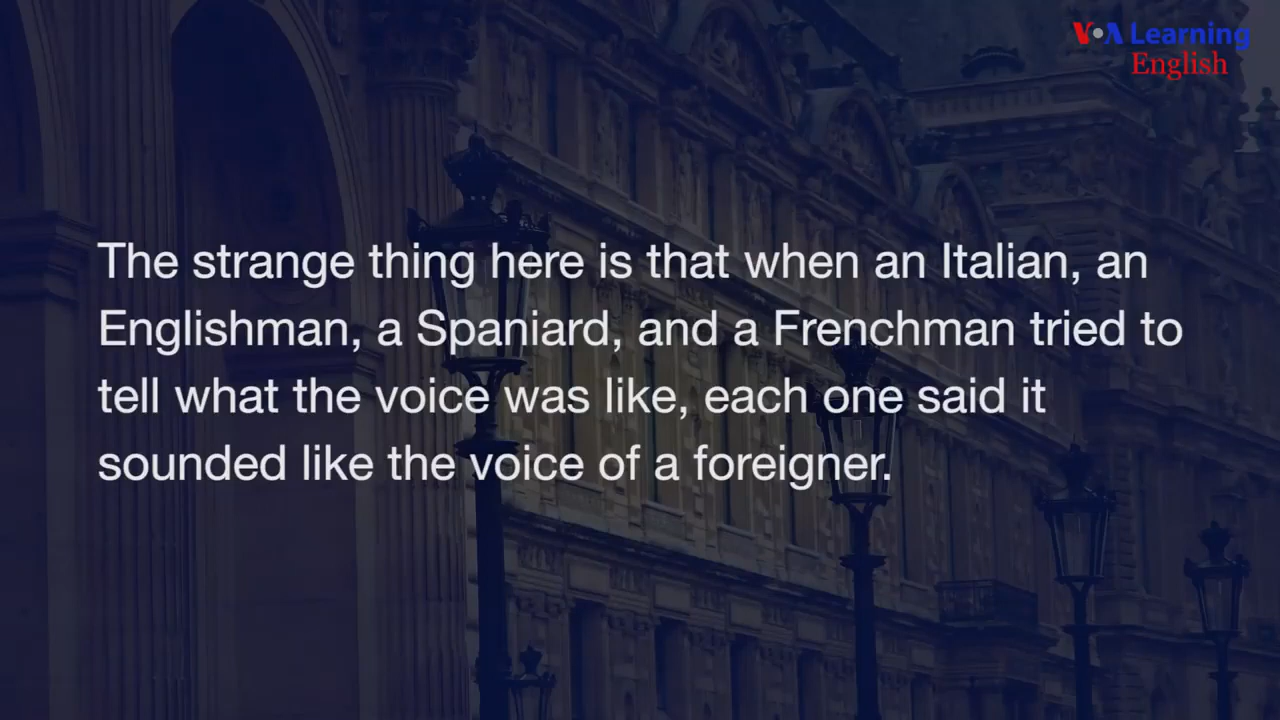 VOA Learning
English
The strange thing here is that when an Italian, an
Englishman, a Spaniard, and a Frenchman tried to
tell what the voice was like, each one said it
sounded like the voice of a foreigner.